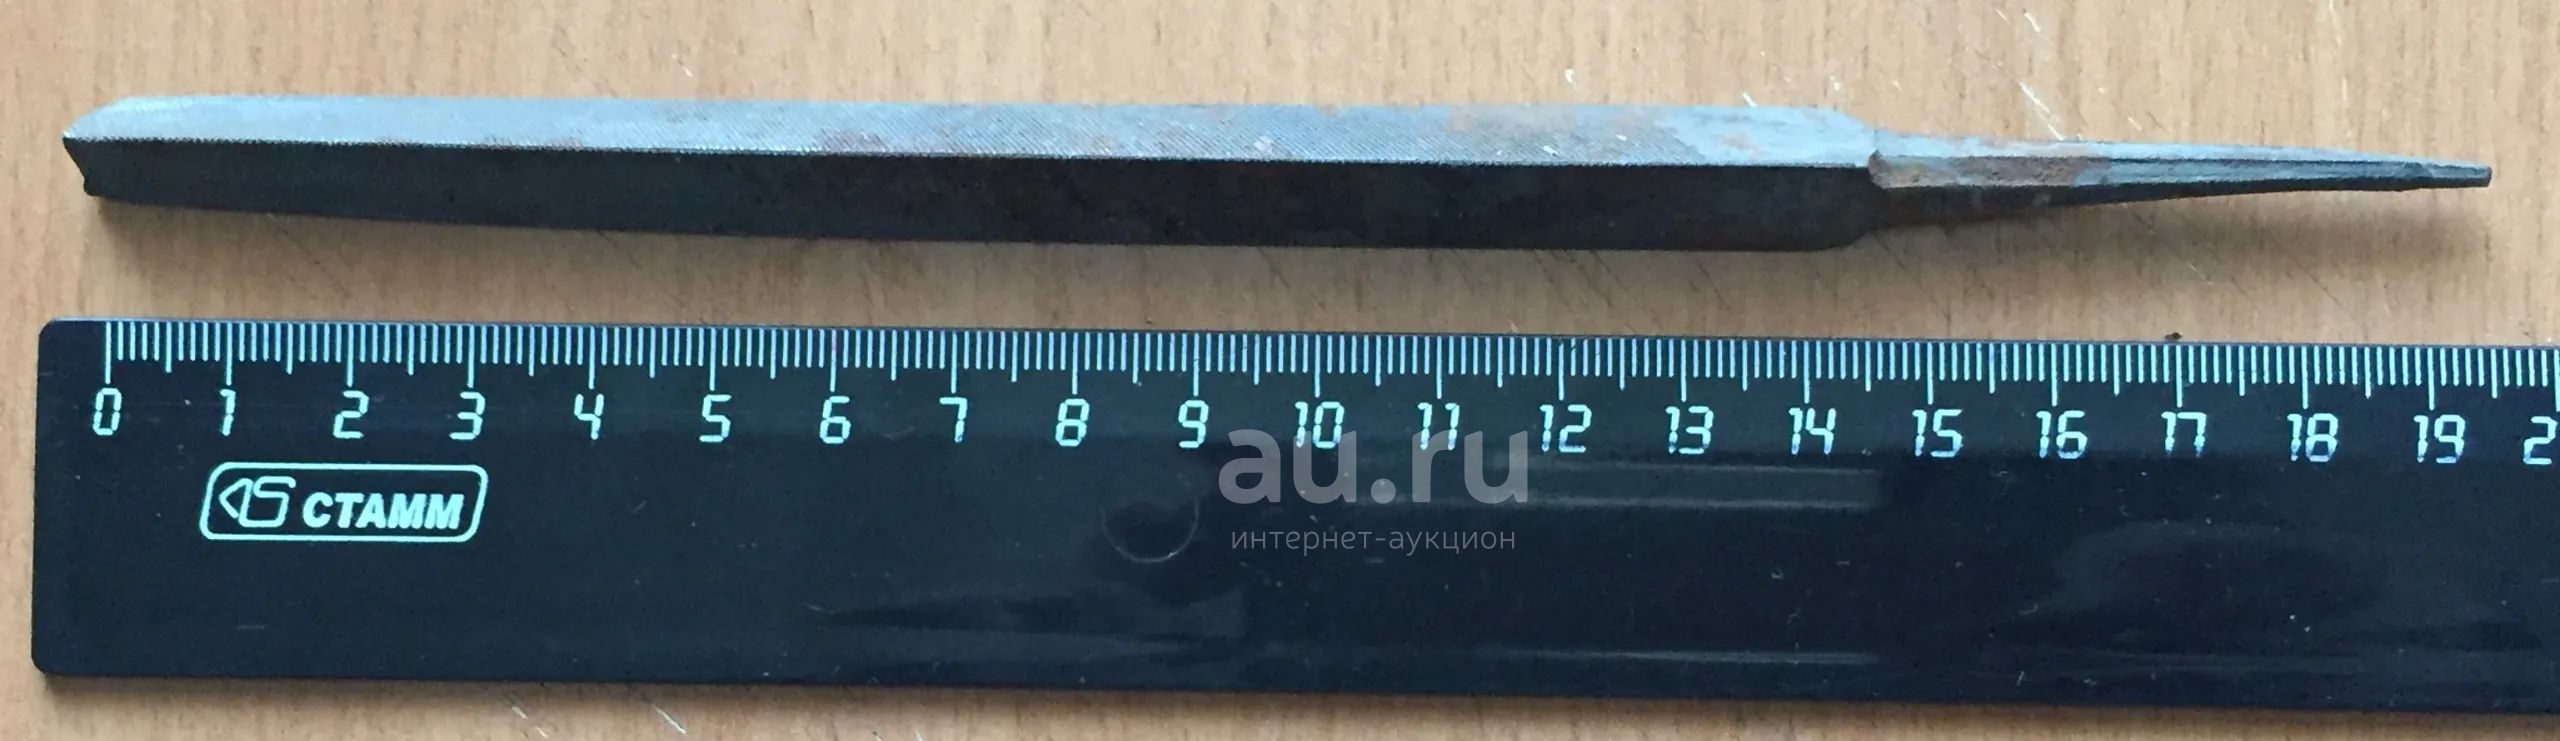 0 1 2 3 4 5 6 7 8 9 10 11 12 13 14 15 16 17 18 19 2
СТАММ
au.ru
интернет-аукцион